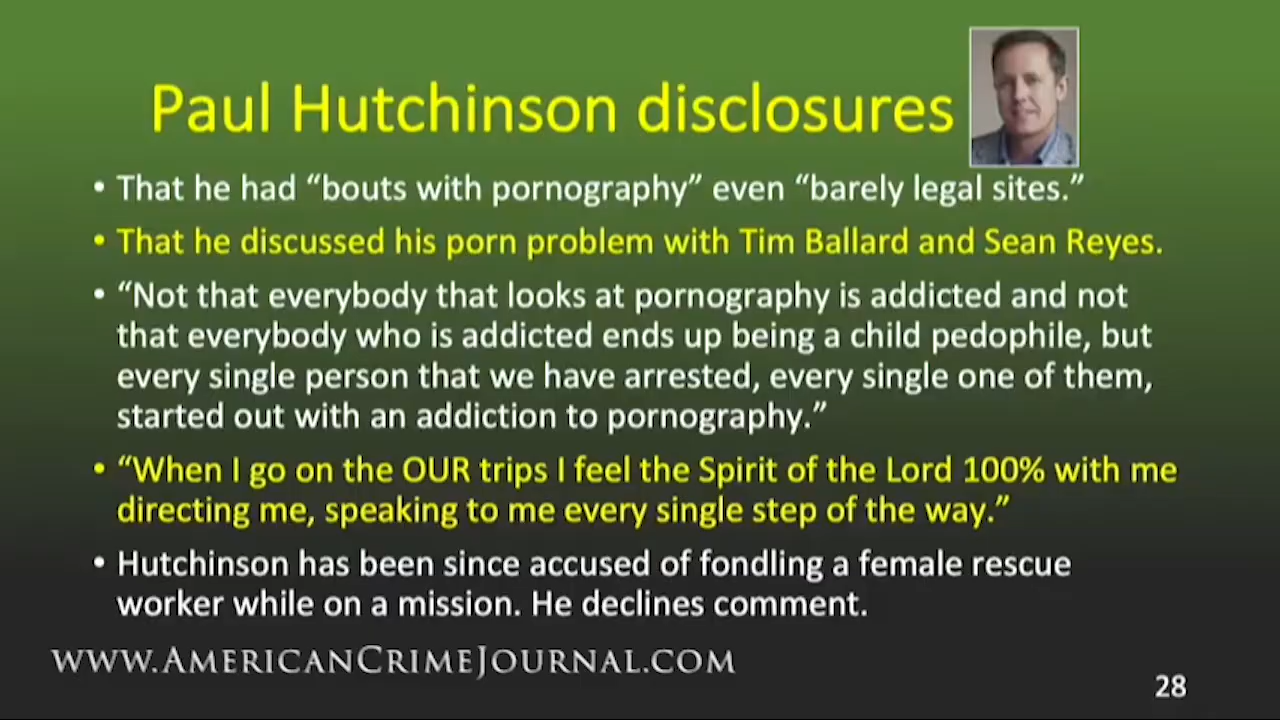 Paul Hutchinson disclosures
• That he had “bouts with pornography” even “barely legal sites.”
• That he discussed his porn problem with Tim Ballard and Sean Reyes.
• “Not that everybody that looks at pornography is addicted and not
that everybody who is addicted ends up being a child pedophile, but
every single person that we have arrested, every single one of them,
started out with an addiction to pornography.”
• “When I go on the OUR trips I feel the Spirit of the Lord 100% with me
directing me, speaking to me every single step of the way.”
• Hutchinson has been since accused of fondling a female rescue
worker while on a mission. He declines comment.
www.AmericanCrimeJournal.com
28